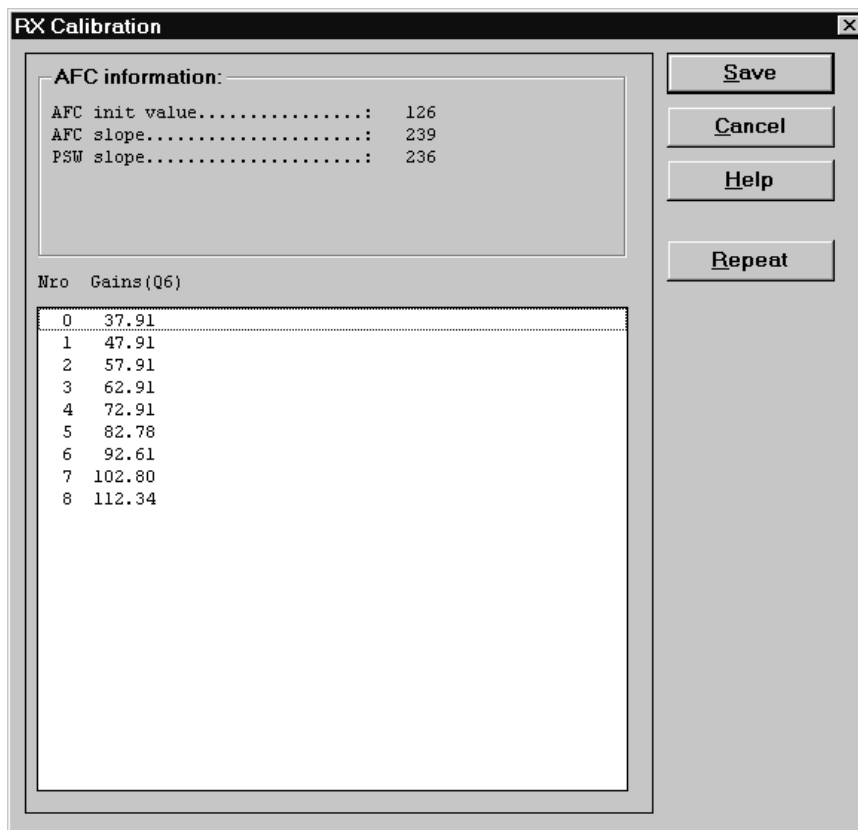 RX Calibration
AFC information:
AFC init value................: 126
AFC slope.....................: 239
PSW slope.....................: 236
Save
Cancel
Help
Repeat
Nro Gains(Q6)
0 37.91
1 47.91
2 57.91
3 62.91
4 72.91
5 82.78
6 92.61
7 102.80
8 112.34